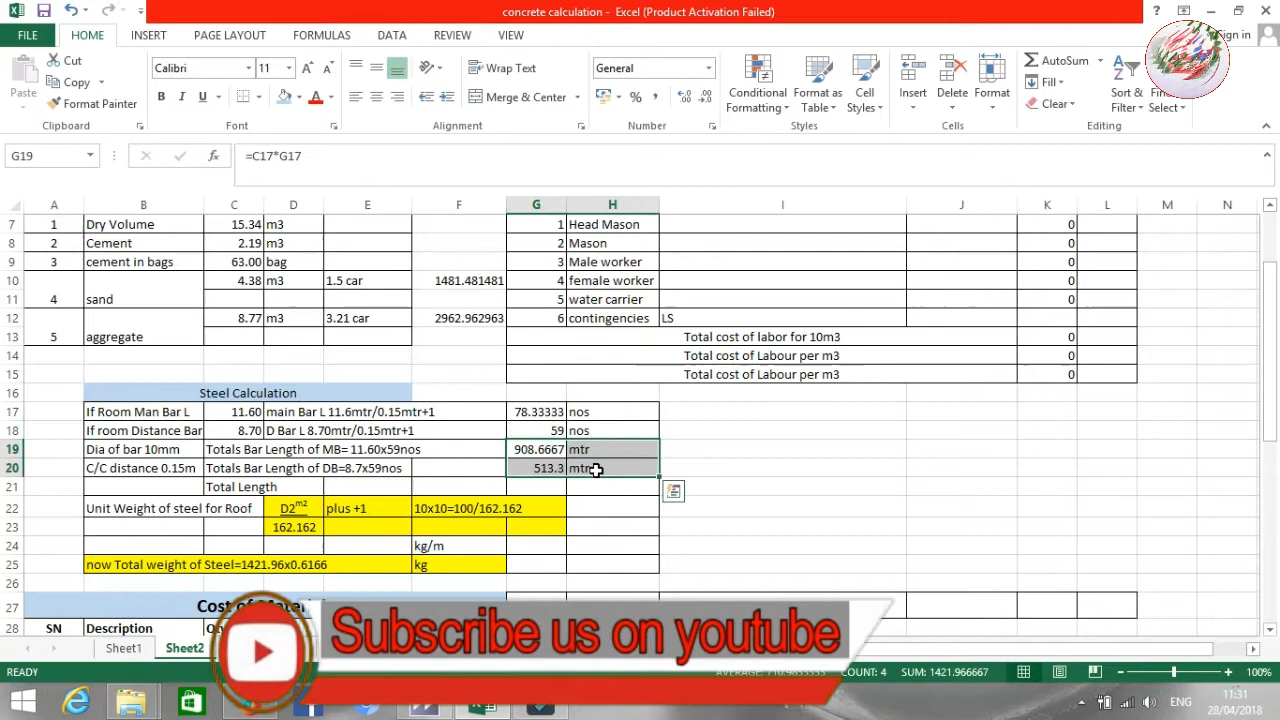 concrete calculation - Excel (Product Activation Failed)
FILE HOME INSERT PAGE LAYOUT FORMULAS DATA REVIEW VIEW Sign in
Cut
Copy
Format Painter
Paste
Clipboard
Calibri 11
B I U
Font
Wrap Text
Merge & Center
Alignment
General
Number
Conditional Formatting
Format as Table
Cell Styles
Styles
Insert Delete Format
Cells
AutoSum
Fill
Clear
Sort & Filter
Find & Select
Editing
G19 =C17*G17
A B C D E F G H I J K L M N
7 1 Dry Volume 15.34 m3 1 Head Mason 0
8 2 Cement 2.19 m3 2 Mason 0
9 3 cement in bags 63.00 bag 3 Male worker 0
10 4.38 m3 1.5 car 1481.481481 4 female worker 0
11 4 sand 5 water carrier 0
12 8.77 m3 3.21 car 2962.962963 6 contingencies LS 0
13 5 aggregate Total cost of labor for 10m3 0
14 Total cost of Labour per m3 0
15 Total cost of Labour per m3 0
16 Steel Calculation
17 If Room Man Bar L 11.60 main Bar L 11.6mtr/0.15mtr+1 78.33333 nos
18 If room Distance Bar 8.70 D Bar L 8.70mtr/0.15mtr+1 59 nos
19 Dia of bar 10mm Totals Bar Length of MB= 11.60x59nos 908.6667 mtr
20 C/C distance 0.15m Totals Bar Length of DB=8.7x59nos 513.3 mtr
21 Total Length
22 Unit Weight of steel for Roof D2m2 plus +1 10x10=100/162.162
23 162.162
24 kg/m
25 now Total weight of Steel=1421.96x0.6166 kg
26
27 Cost of
28 SN Description
Sheet1 Sheet2
Subscribe us on youtube
READY COUNT: 4 SUM: 1421.966667 100%
ENG 11:31
28/04/2018